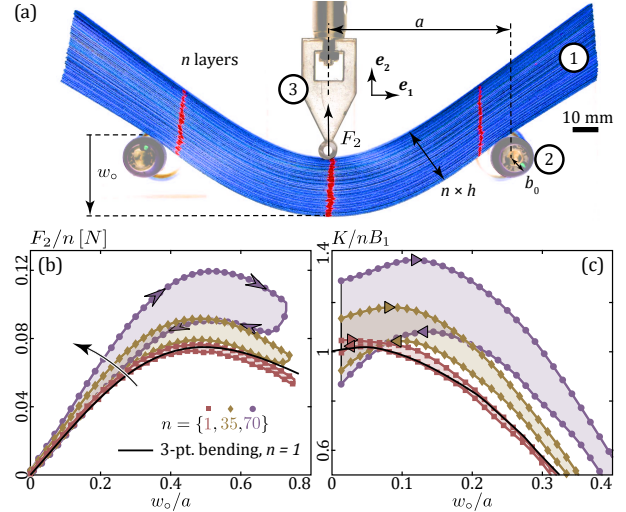 (a)
n layers
a
1
3
e₂
e₁
10 mm
F₂
2
w∘
b₀
n × h
F₂/n [N]
K/nB₁
(b)
(c)
0.12
0.08
0.04
0
1.4
1
0.6
n = {1, 35, 70}
3-pt. bending, n = 1
0 0.2 0.4 0.6 0.8
0 0.1 0.2 0.3 0.4
w∘/a
w∘/a